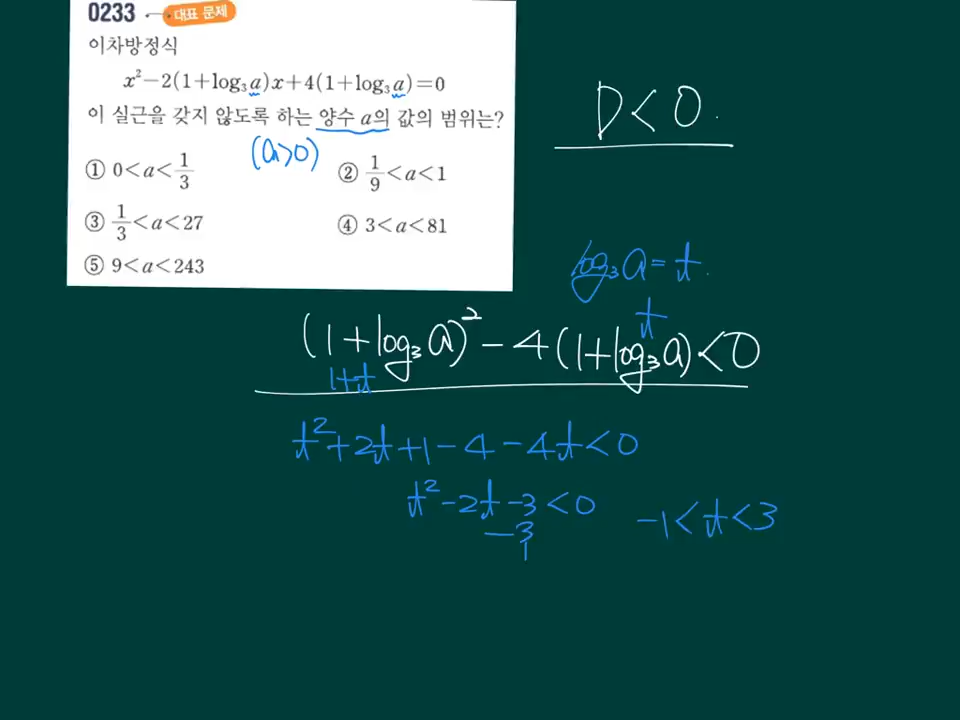 0233 대표 문제
이차방정식
x²-2(1+log₃a)x+4(1+log₃a)=0
이 실근을 갖지 않도록 하는 양수 a의 값의 범위는?
(a>0)
① 0<a<1/3
② 1/9<a<1
③ 1/3<a<27
④ 3<a<81
⑤ 9<a<243
D<0.
log₃a=t.
t
(1+log₃a)²-4(1+log₃a)<0
1+t
t²+2t+1-4-4t<0
t²-2t-3<0
-3
1
-1<t<3